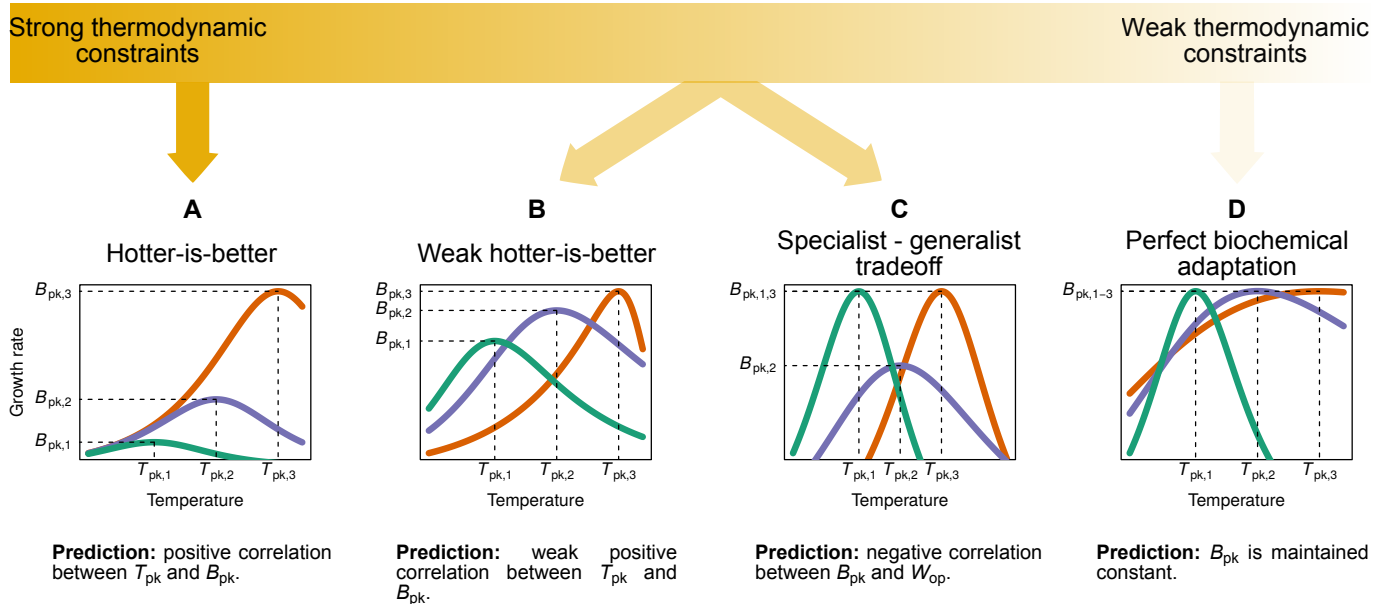 Strong thermodynamic
constraints
Weak thermodynamic
constraints
A
Hotter-is-better
Growth rate
Bpk,3
Bpk,2
Bpk,1
Tpk,1 Tpk,2 Tpk,3
Temperature
Prediction: positive correlation
between Tpk and Bpk.
B
Weak hotter-is-better
Bpk,3
Bpk,2
Bpk,1
Tpk,1 Tpk,2 Tpk,3
Temperature
Prediction: weak positive
correlation between Tpk and
Bpk.
C
Specialist - generalist
tradeoff
Bpk,1,3
Bpk,2
Tpk,1 Tpk,2 Tpk,3
Temperature
Prediction: negative correlation
between Bpk and Wop.
D
Perfect biochemical
adaptation
Bpk,1−3
Tpk,1 Tpk,2 Tpk,3
Temperature
Prediction: Bpk is maintained
constant.